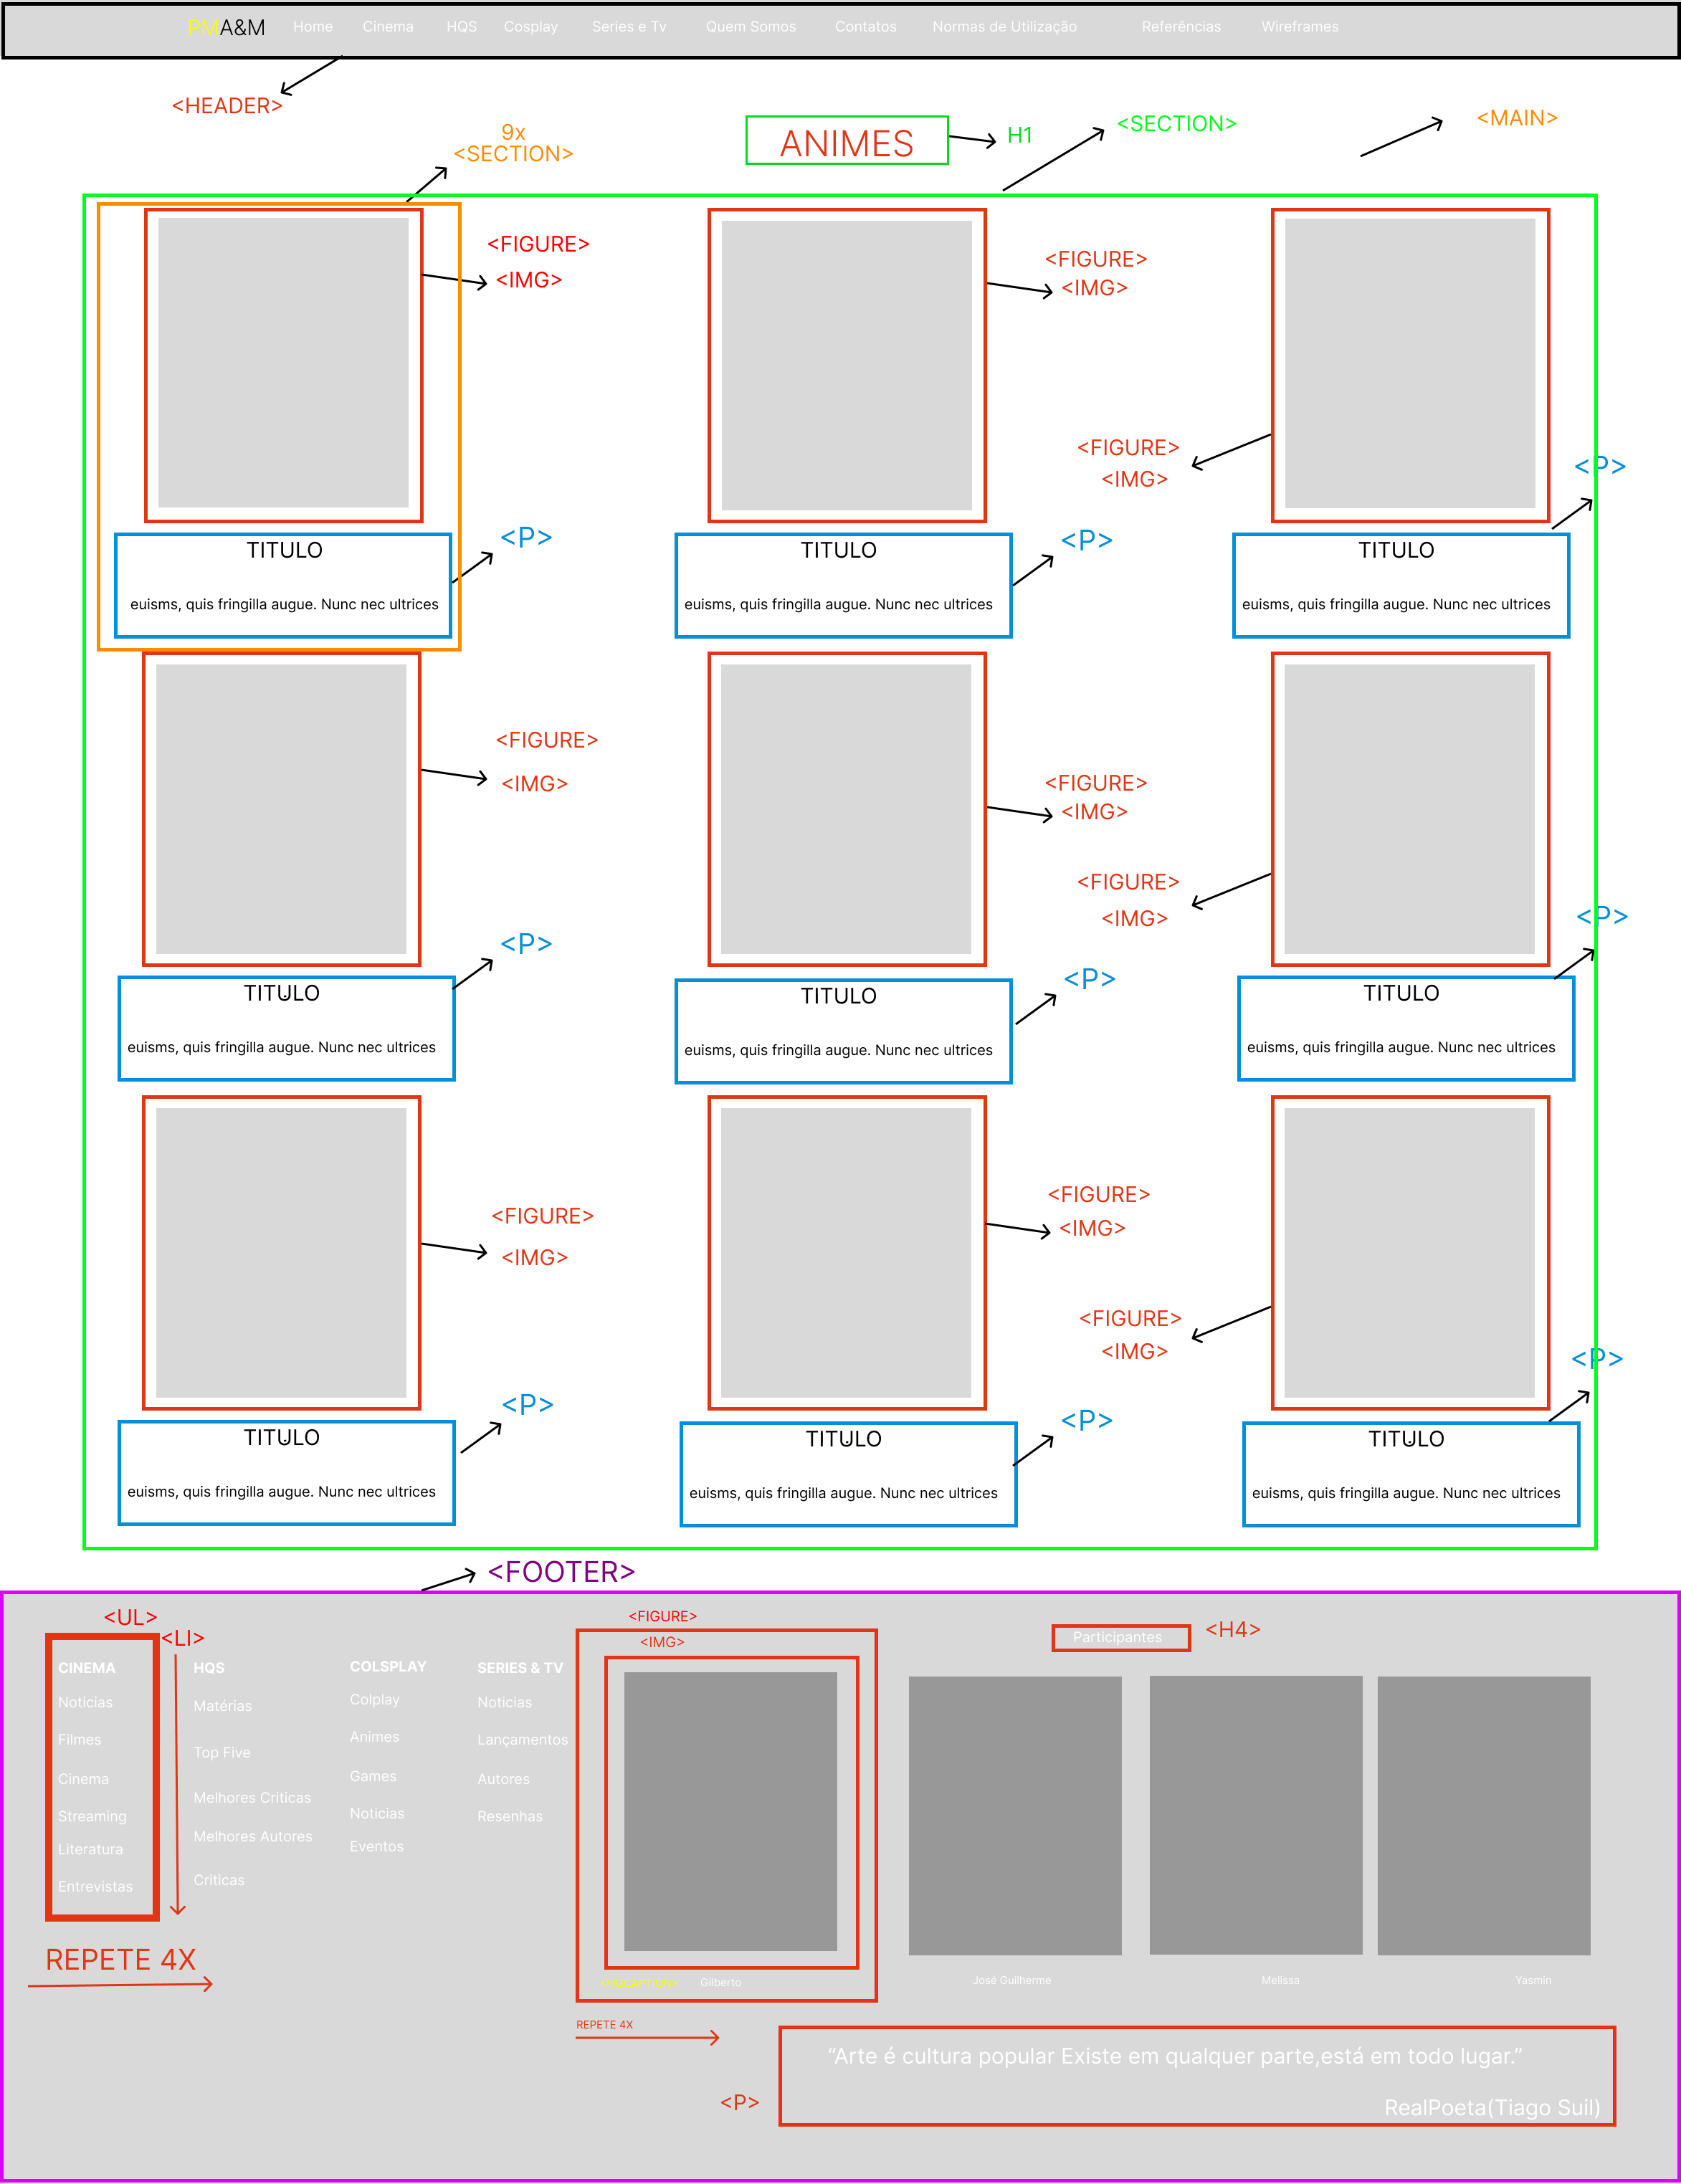 PMA&M Home Cinema HQS Cosplay Series e Tv Quem Somos Contatos Normas de Utilização Referências Wireframes
<HEADER>
9x
<SECTION>
ANIMES
H1
<SECTION>
<MAIN>
<FIGURE>
<IMG>
<FIGURE>
<IMG>
<FIGURE>
<IMG>
<P>
<P>
<P>
TITULO
euisms, quis fringilla augue. Nunc nec ultrices
TITULO
euisms, quis fringilla augue. Nunc nec ultrices
TITULO
euisms, quis fringilla augue. Nunc nec ultrices
<FIGURE>
<IMG>
<FIGURE>
<IMG>
<FIGURE>
<IMG>
<P>
<P>
<P>
TITULO
euisms, quis fringilla augue. Nunc nec ultrices
TITULO
euisms, quis fringilla augue. Nunc nec ultrices
TITULO
euisms, quis fringilla augue. Nunc nec ultrices
<FIGURE>
<IMG>
<FIGURE>
<IMG>
<FIGURE>
<IMG>
<P>
<P>
<P>
TITULO
euisms, quis fringilla augue. Nunc nec ultrices
TITULO
euisms, quis fringilla augue. Nunc nec ultrices
TITULO
euisms, quis fringilla augue. Nunc nec ultrices
<FOOTER>
<UL>
<LI>
CINEMA
Noticias
Filmes
Cinema
Streaming
Literatura
Entrevistas
HQS
Matérias
Top Five
Melhores Criticas
Melhores Autores
Criticas
COLSPLAY
Colplay
Animes
Games
Noticias
Eventos
SERIES & TV
Noticias
Lançamentos
Autores
Resenhas
REPETE 4X
<FIGURE>
<IMG>
<FIGCAPTION>
Gilberto
Participantes
<H4>
José Guilherme
Melissa
Yasmin
REPETE 4X
<P>
“Arte é cultura popular Existe em qualquer parte,está em todo lugar.”
RealPoeta(Tiago Suil)